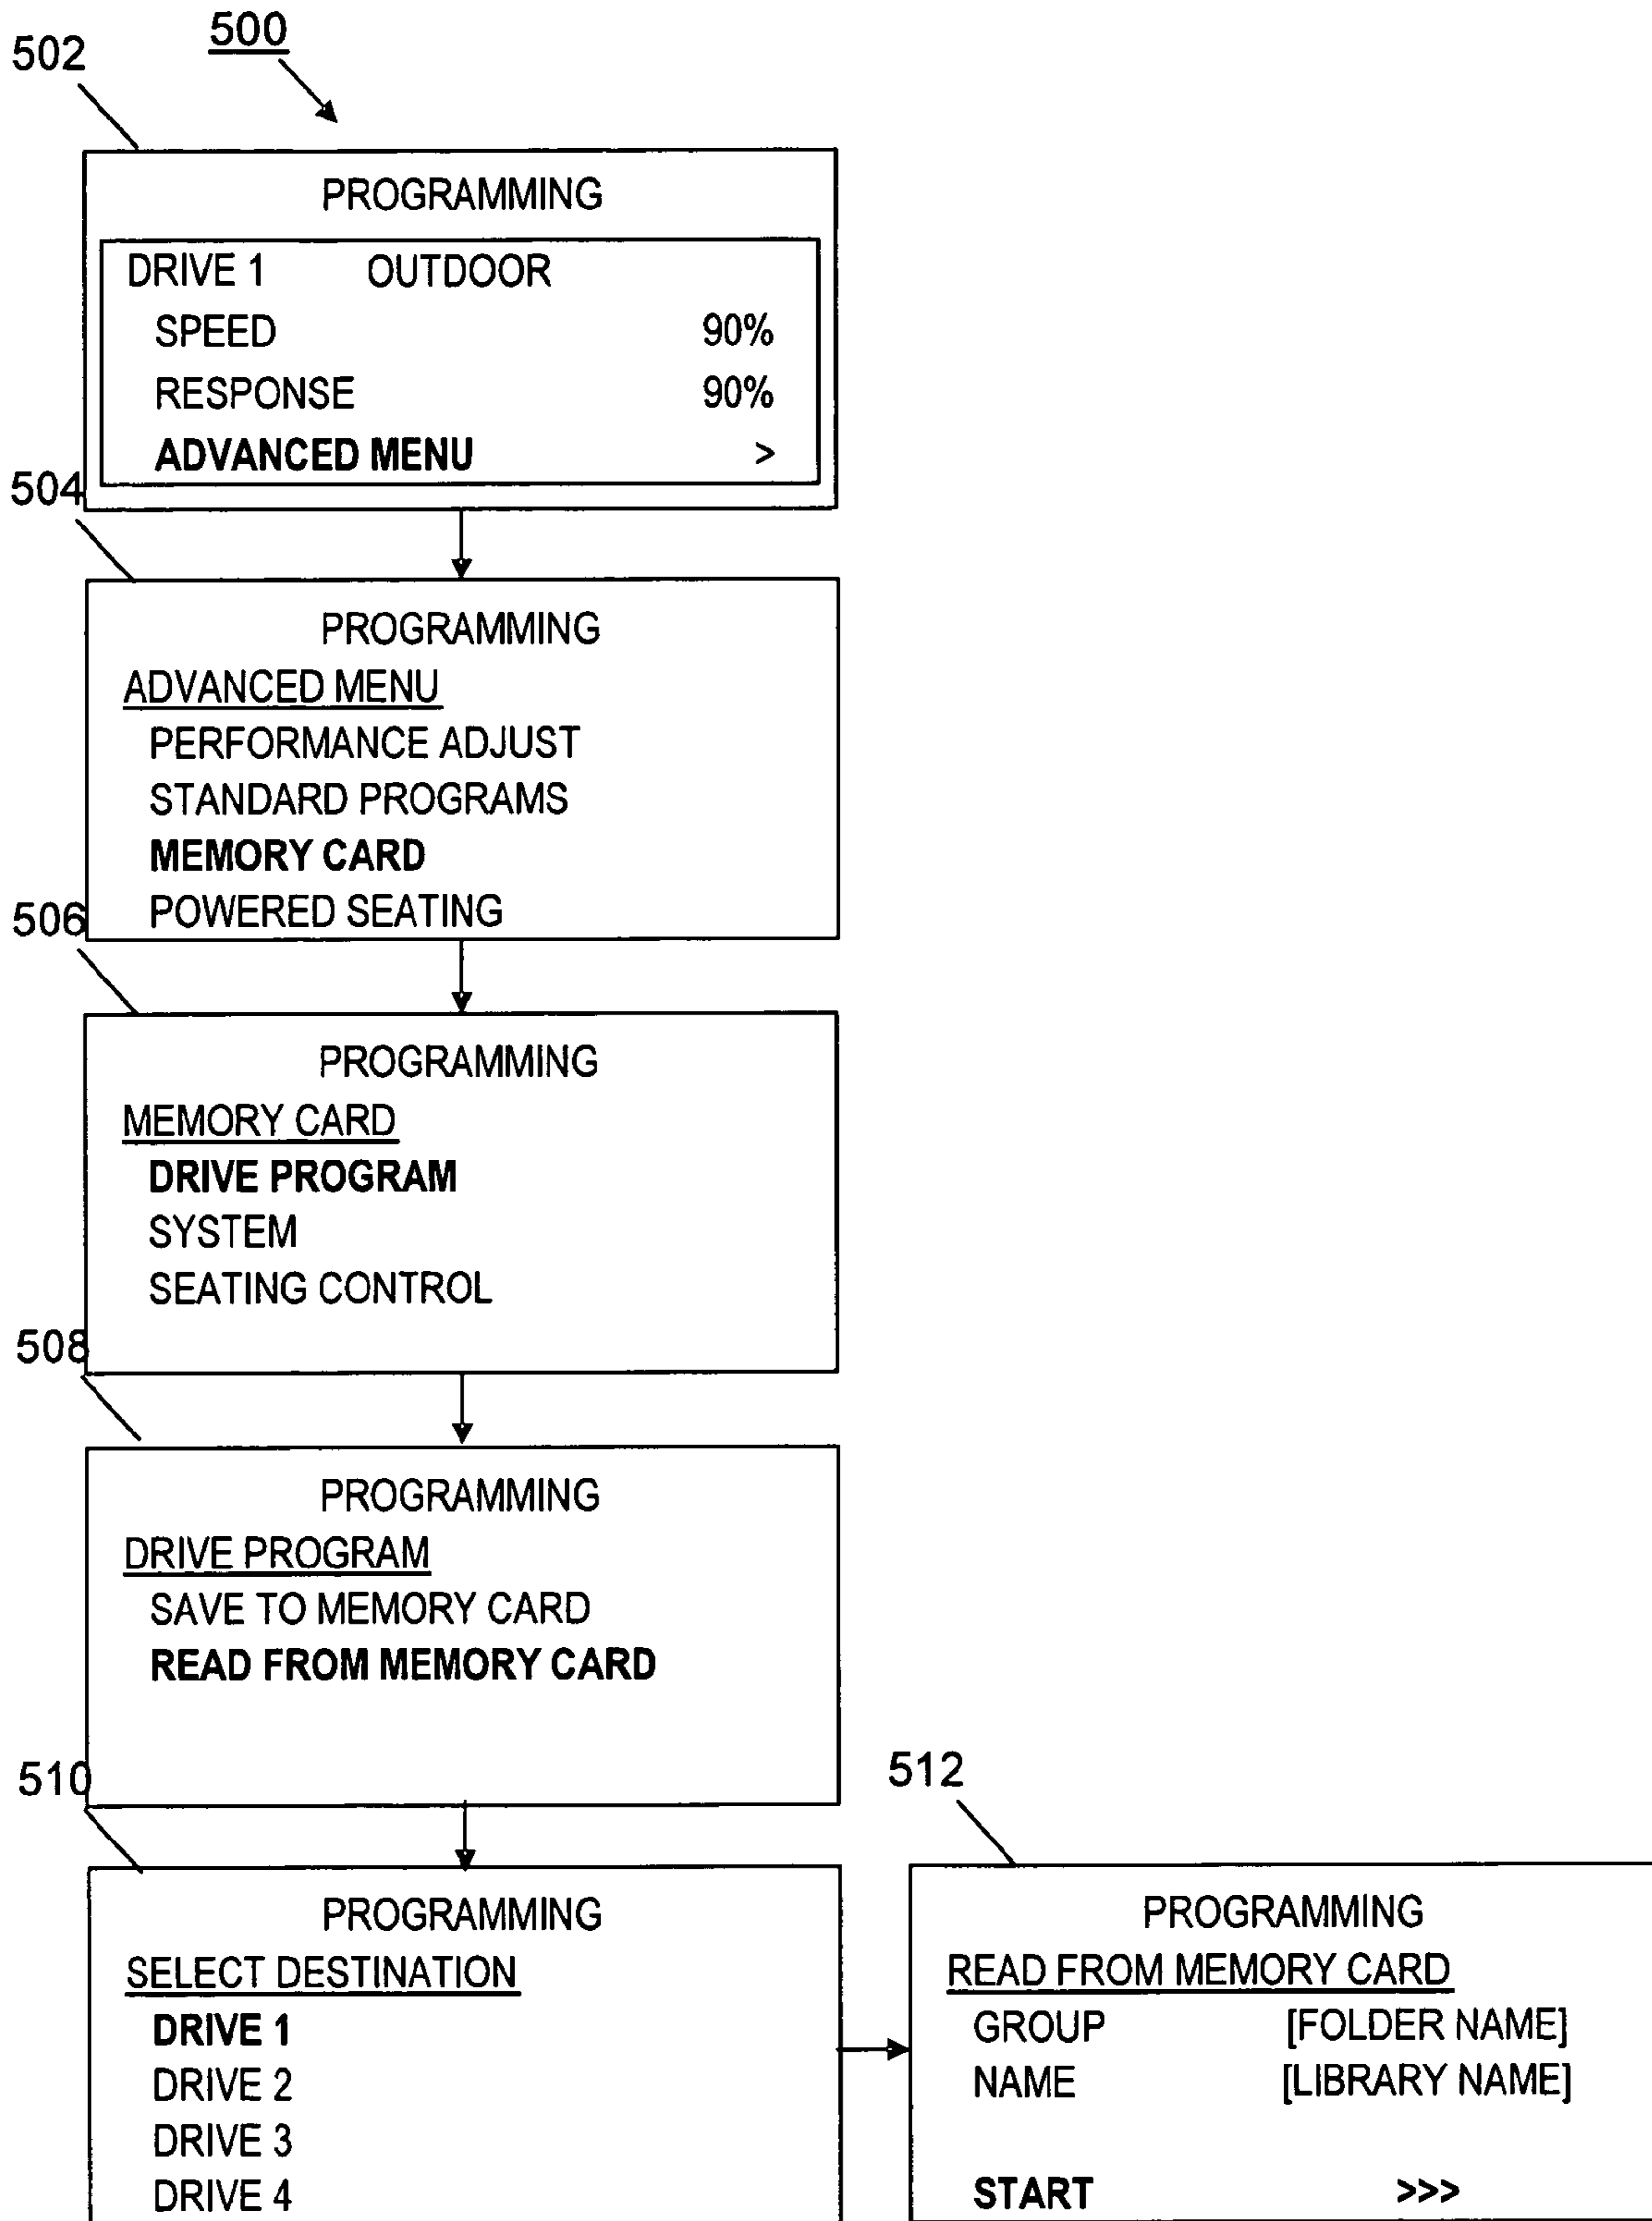 500
502
PROGRAMMING
DRIVE 1 OUTDOOR
SPEED 90%
RESPONSE 90%
ADVANCED MENU >
504
PROGRAMMING
ADVANCED MENU
PERFORMANCE ADJUST
STANDARD PROGRAMS
MEMORY CARD
POWERED SEATING
506
PROGRAMMING
MEMORY CARD
DRIVE PROGRAM
SYSTEM
SEATING CONTROL
508
PROGRAMMING
DRIVE PROGRAM
SAVE TO MEMORY CARD
READ FROM MEMORY CARD
510
PROGRAMMING
SELECT DESTINATION
DRIVE 1
DRIVE 2
DRIVE 3
DRIVE 4
512
PROGRAMMING
READ FROM MEMORY CARD
GROUP [FOLDER NAME]
NAME [LIBRARY NAME]
START >>>